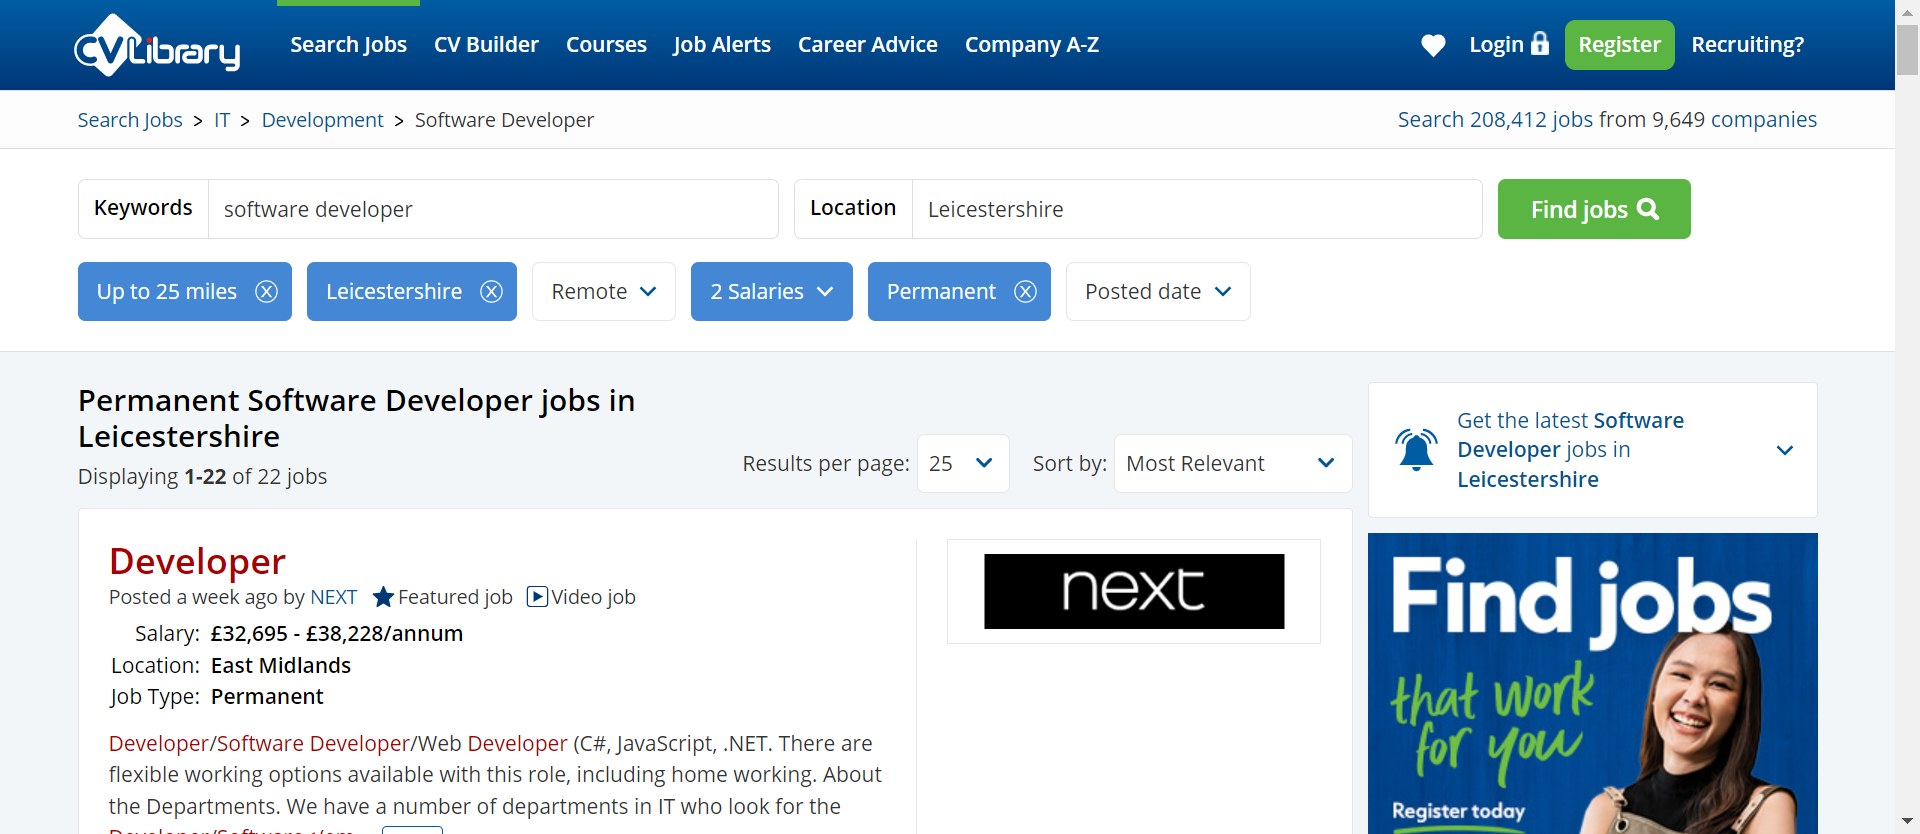 CVLibrary
Search Jobs CV Builder Courses Job Alerts Career Advice Company A-Z
Login Register Recruiting?
Search Jobs > IT > Development > Software Developer
Search 208,412 jobs from 9,649 companies
Keywords software developer
Location Leicestershire
Find jobs
Up to 25 miles
Leicestershire
Remote
2 Salaries
Permanent
Posted date
Permanent Software Developer jobs in
Leicestershire
Displaying 1-22 of 22 jobs
Results per page: 25
Sort by: Most Relevant
Get the latest Software
Developer jobs in
Leicestershire
Developer
Posted a week ago by NEXT Featured job Video job
Salary: £32,695 - £38,228/annum
Location: East Midlands
Job Type: Permanent
Developer/Software Developer/Web Developer (C#, JavaScript, .NET. There are
flexible working options available with this role, including home working. About
the Departments. We have a number of departments in IT who look for the
next
Find jobs
that work
for you
Register today